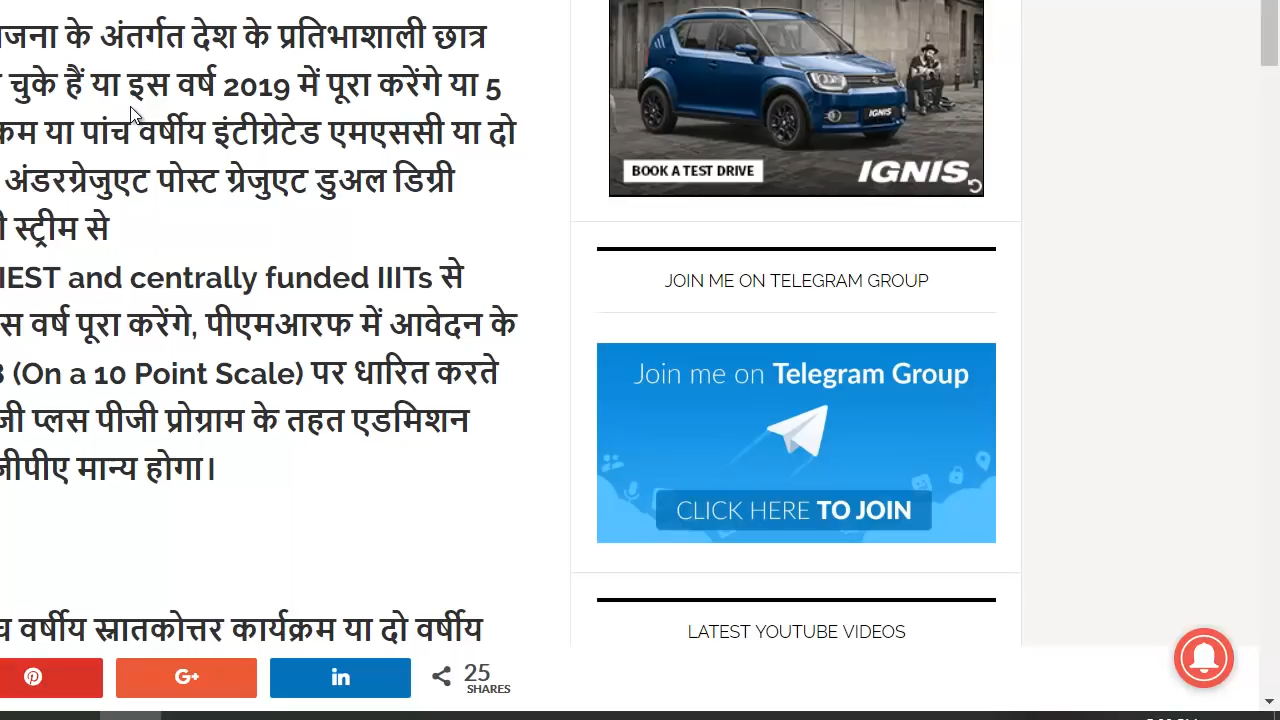 जना के अंतर्गत देश के प्रतिभाशाली छात्र
चुके हैं या इस वर्ष 2019 में पूरा करेंगे या 5
या पांच वर्षीय इंटीग्रेटेड एमएससी या दो
अंडरग्रेजुएट पोस्ट ग्रेजुएट डुअल डिग्री
स्ट्रीम से
IEST and centrally funded IIITs से
वर्ष पूरा करेंगे, पीएमआरफ में आवेदन के
(On a 10 Point Scale) पर धारित करते
प्लस पीजी प्रोग्राम के तहत एडमिशन
जीपीए मान्य होगा।
वर्षीय स्नातकोत्तर कार्यक्रम या दो वर्षीय
25
SHARES
G+
in
BOOK A TEST DRIVE
IGNIS
IGNIS
JOIN ME ON TELEGRAM GROUP
Join me on Telegram Group
CLICK HERE TO JOIN
LATEST YOUTUBE VIDEOS